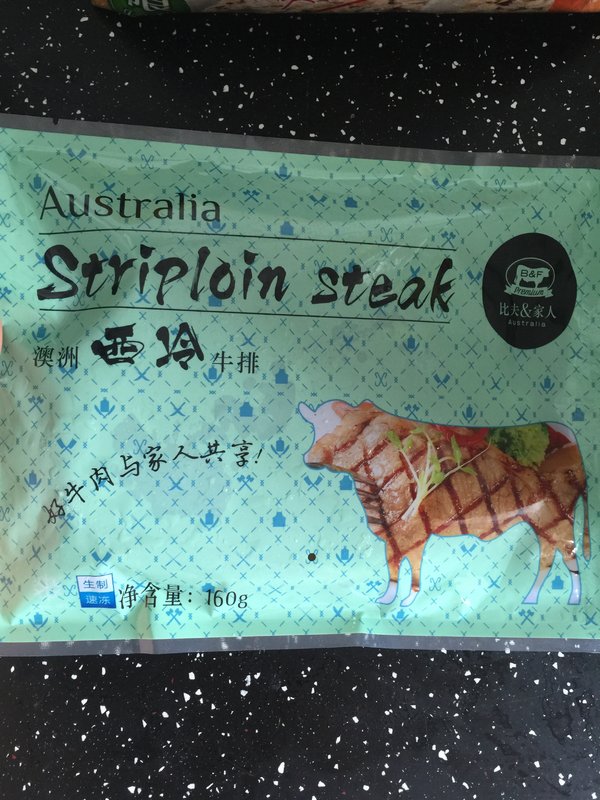 Australia
Striploin steak
B&F
Premium
比夫&家人
Australia
澳洲 西冷 牛排
好牛肉与家人共享!
生制
速冻
净含量: 160g